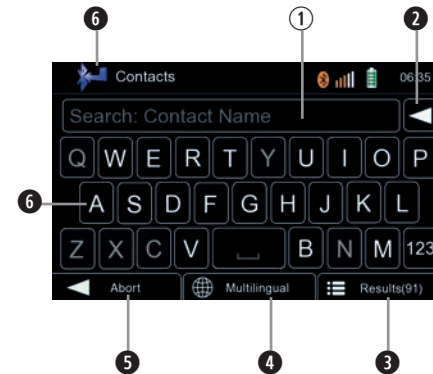 6 1 2
Contacts 06:35
Search: Contact Name
Q W E R T Y U I O P
6
A S D F G H J K L
Z X C V B N M 123
Abort Multilingual Results(91)
5 4 3